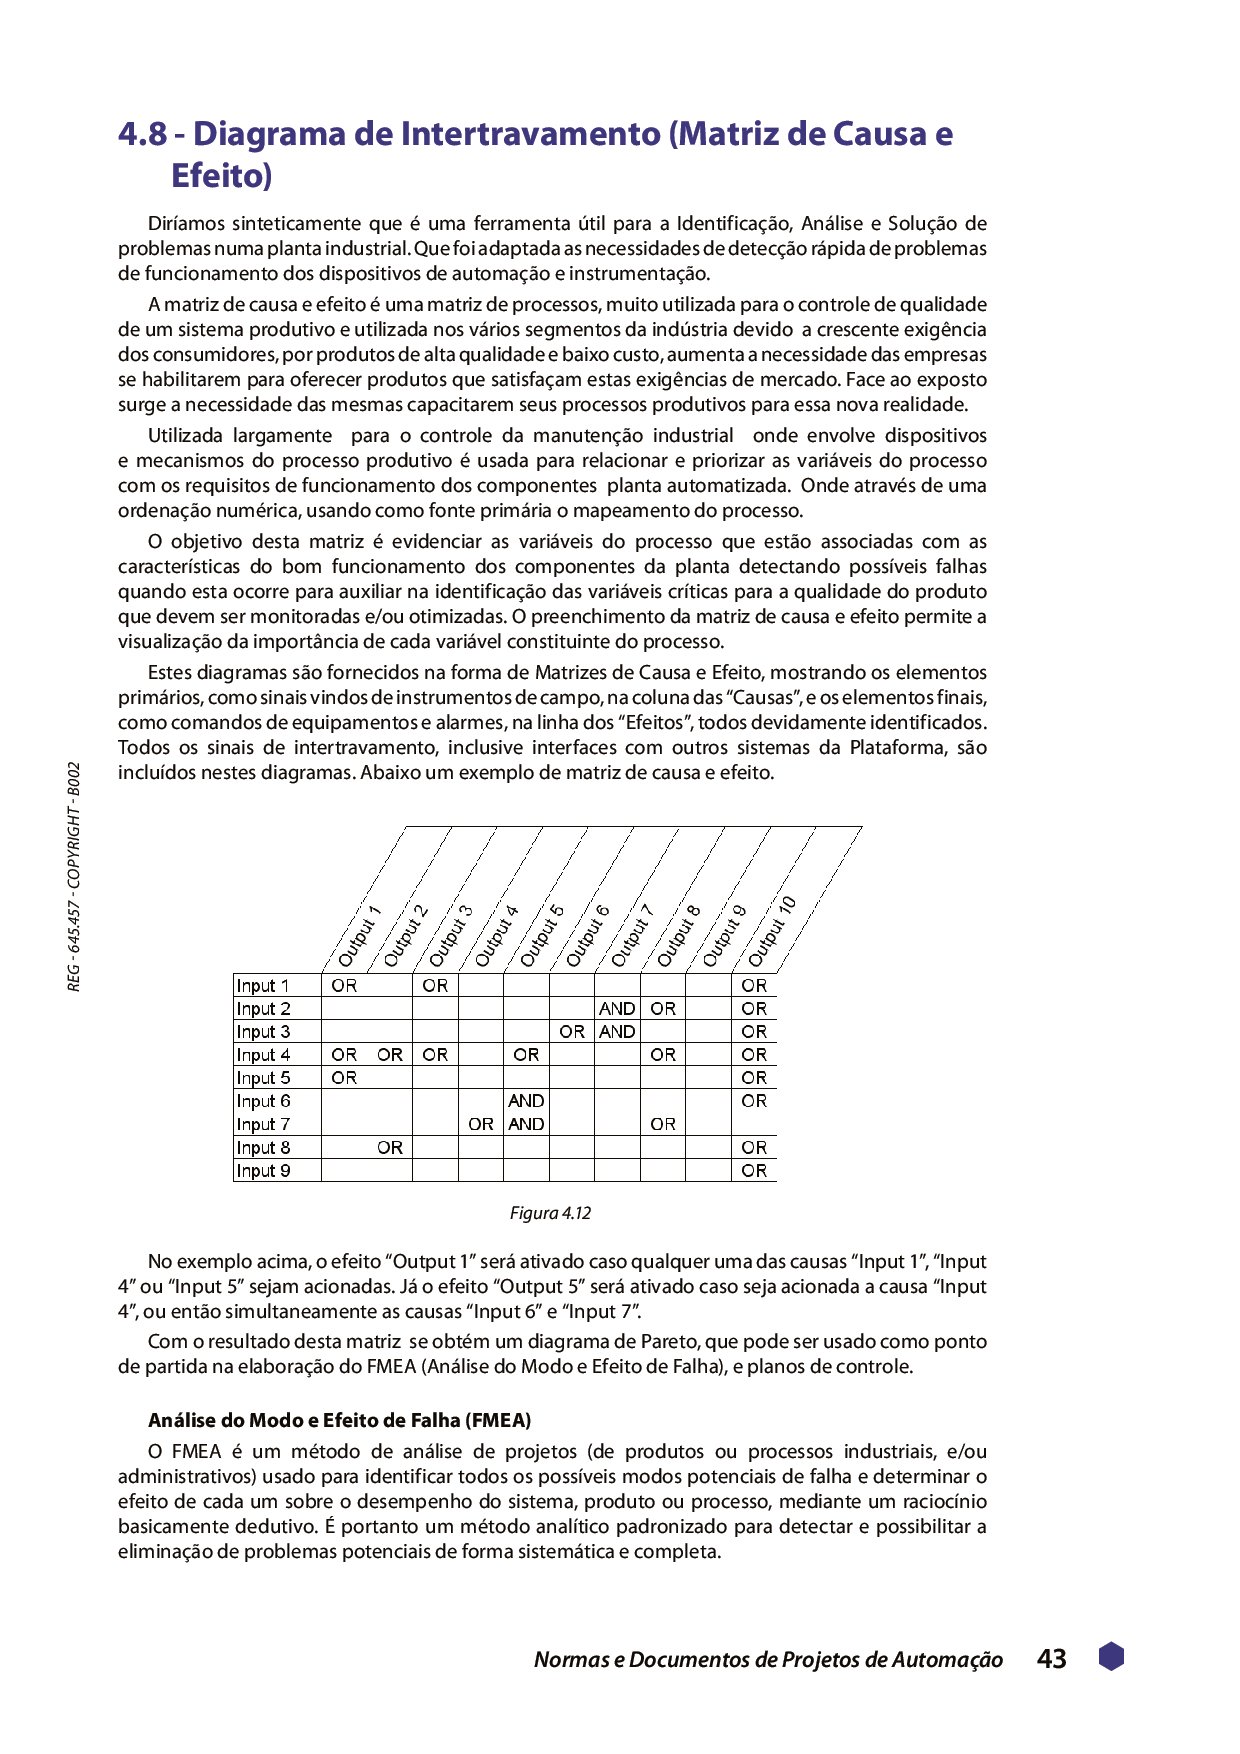 4.8 - Diagrama de Intertravamento (Matriz de Causa e
Efeito)
Diríamos sinteticamente que é uma ferramenta útil para a Identificação, Análise e Solução de
problemas numa planta industrial. Que foi adaptada as necessidades de detecção rápida de problemas
de funcionamento dos dispositivos de automação e instrumentação.
A matriz de causa e efeito é uma matriz de processos, muito utilizada para o controle de qualidade
de um sistema produtivo e utilizada nos vários segmentos da indústria devido a crescente exigência
dos consumidores, por produtos de alta qualidade e baixo custo, aumenta a necessidade das empresas
se habilitarem para oferecer produtos que satisfaçam estas exigências de mercado. Face ao exposto
surge a necessidade das mesmas capacitarem seus processos produtivos para essa nova realidade.
Utilizada largamente para o controle da manutenção industrial onde envolve dispositivos
e mecanismos do processo produtivo é usada para relacionar e priorizar as variáveis do processo
com os requisitos de funcionamento dos componentes planta automatizada. Onde através de uma
ordenação numérica, usando como fonte primária o mapeamento do processo.
O objetivo desta matriz é evidenciar as variáveis do processo que estão associadas com as
características do bom funcionamento dos componentes da planta detectando possíveis falhas
quando esta ocorre para auxiliar na identificação das variáveis críticas para a qualidade do produto
que devem ser monitoradas e/ou otimizadas. O preenchimento da matriz de causa e efeito permite a
visualização da importância de cada variável constituinte do processo.
Estes diagramas são fornecidos na forma de Matrizes de Causa e Efeito, mostrando os elementos
primários, como sinais vindos de instrumentos de campo, na coluna das “Causas”, e os elementos finais,
como comandos de equipamentos e alarmes, na linha dos “Efeitos”, todos devidamente identificados.
Todos os sinais de intertravamento, inclusive interfaces com outros sistemas da Plataforma, são
incluídos nestes diagramas. Abaixo um exemplo de matriz de causa e efeito.
REG - 645.457 - COPYRIGHT - B002
Output 1 Output 2 Output 3 Output 4 Output 5 Output 6 Output 7 Output 8 Output 9 Output 10
Input 1 OR OR OR
Input 2 AND OR OR
Input 3 OR AND OR
Input 4 OR OR OR OR OR OR
Input 5 OR OR
Input 6 AND OR
Input 7 OR AND OR
Input 8 OR OR
Input 9 OR
Figura 4.12
No exemplo acima, o efeito “Output 1” será ativado caso qualquer uma das causas “Input 1”, “Input
4” ou “Input 5” sejam acionadas. Já o efeito “Output 5” será ativado caso seja acionada a causa “Input
4”, ou então simultaneamente as causas “Input 6” e “Input 7”.
Com o resultado desta matriz se obtém um diagrama de Pareto, que pode ser usado como ponto
de partida na elaboração do FMEA (Análise do Modo e Efeito de Falha), e planos de controle.
Análise do Modo e Efeito de Falha (FMEA)
O FMEA é um método de análise de projetos (de produtos ou processos industriais, e/ou
administrativos) usado para identificar todos os possíveis modos potenciais de falha e determinar o
efeito de cada um sobre o desempenho do sistema, produto ou processo, mediante um raciocínio
basicamente dedutivo. É portanto um método analítico padronizado para detectar e possibilitar a
eliminação de problemas potenciais de forma sistemática e completa.
Normas e Documentos de Projetos de Automação 43